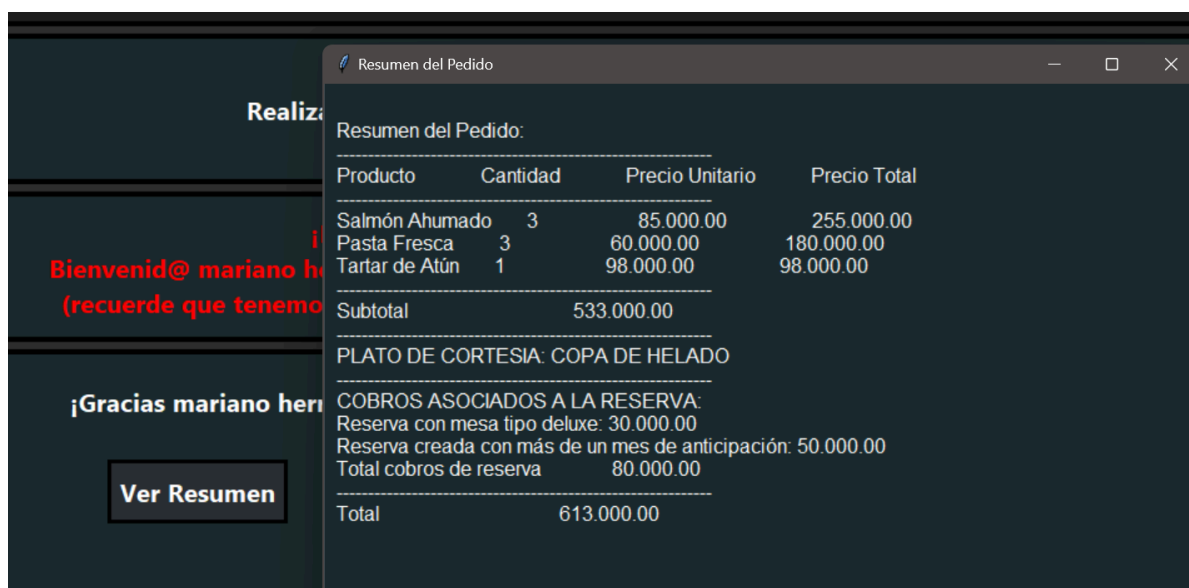 Resumen del Pedido
Resumen del Pedido:
------------------------------------------------------------
Producto Cantidad Precio Unitario Precio Total
------------------------------------------------------------
Salmón Ahumado 3 85.000.00 255.000.00
Pasta Fresca 3 60.000.00 180.000.00
Tartar de Atún 1 98.000.00 98.000.00
------------------------------------------------------------
Subtotal 533.000.00
------------------------------------------------------------
PLATO DE CORTESIA: COPA DE HELADO
------------------------------------------------------------
COBROS ASOCIADOS A LA RESERVA:
Reserva con mesa tipo deluxe: 30.000.00
Reserva creada con más de un mes de anticipación: 50.000.00
Total cobros de reserva 80.000.00
------------------------------------------------------------
Total 613.000.00
Bienvenid@ mariano
(recuerde que
¡Gracias mariano
Ver Resumen